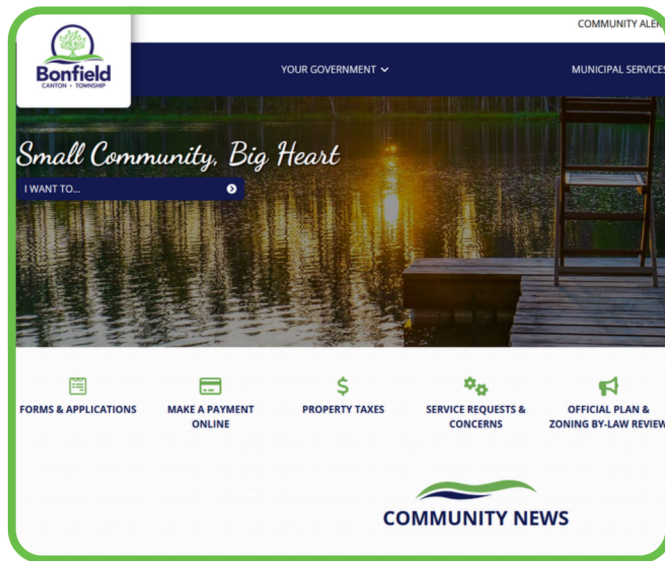 COMMUNITY
Bonfield
CANTON • TOWNSHIP
YOUR GOVERNMENT
MUNICIPAL SERVICES
Small Community, Big Heart
I WANT TO...
FORMS & APPLICATIONS
MAKE A PAYMENT
ONLINE
PROPERTY TAXES
SERVICE REQUESTS &
CONCERNS
OFFICIAL PLAN &
ZONING BY-LAW REVIEW
COMMUNITY NEWS